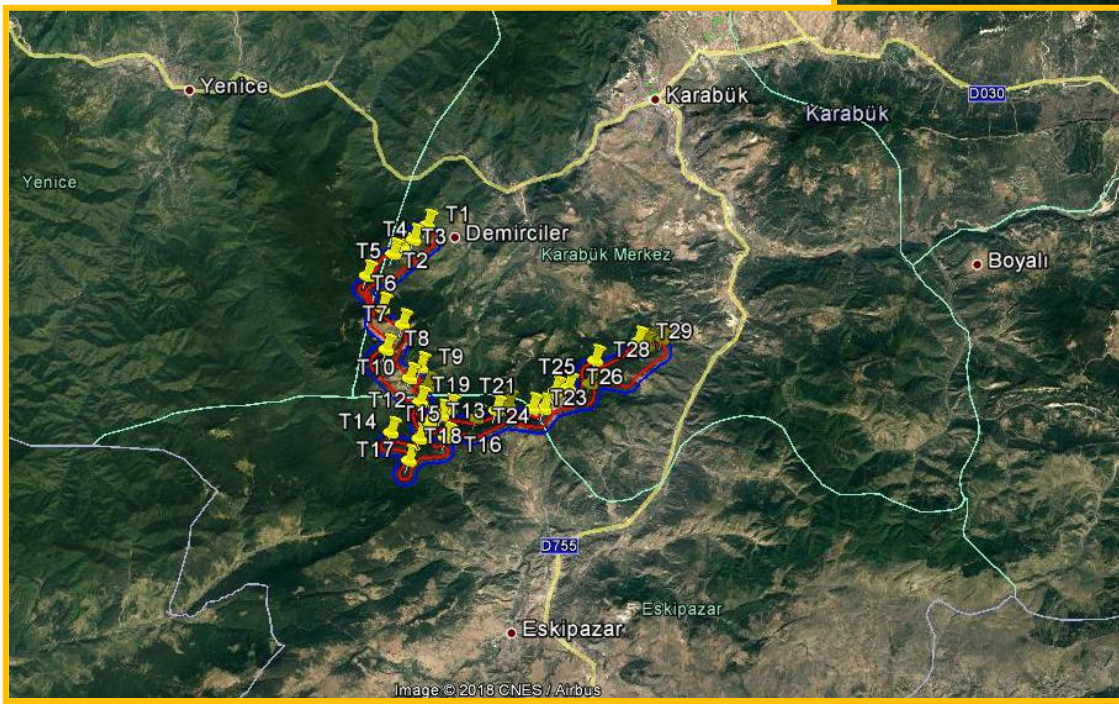 Yenice
Karabük
D030
Karabük
Yenice
T1
T4
T3
Demirciler
T5
T2
Karabük Merkez
Boyalı
T6
T7
T8
T29
T28
T9
T10
T25
T26
T19
T21
T12
T23
T15
T13
T24
T14
T18
T16
T17
D755
Eskipazar
Eskipazar
Image © 2018 CNES / Airbus